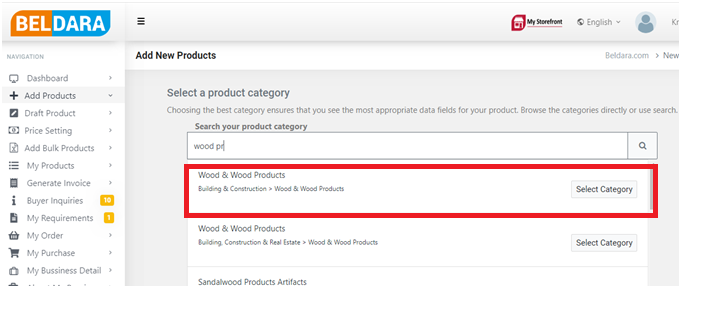 BELDARA
My Storefront
English
NAVIGATION
Add New Products
Beldara.com > New
Dashboard
Add Products
Draft Product
Price Setting
Add Bulk Products
My Products
Generate Invoice
Buyer Inquiries 10
My Requirements 1
My Order
My Purchase
My Bussiness Detail
Select a product category
Choosing the best category ensures that you see the most appropriate data fields for your product. Browse the categories directly or use search.
Search your product category
wood pr
Wood & Wood Products
Building & Construction > Wood & Wood Products
Select Category
Wood & Wood Products
Building, Construction & Real Estate > Wood & Wood Products
Select Category
Sandalwood Products Artifacts